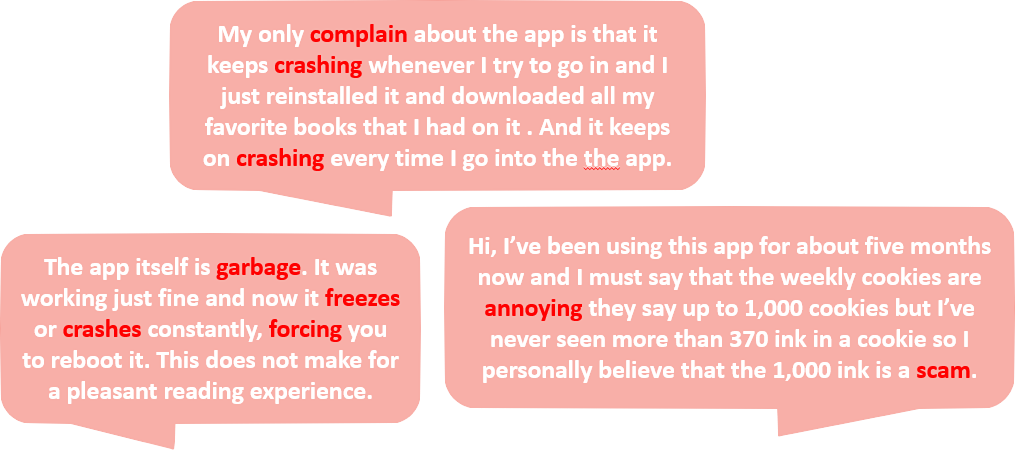 My only complain about the app is that it
keeps crashing whenever I try to go in and I
just reinstalled it and downloaded all my
favorite books that I had on it . And it keeps
on crashing every time I go into the the app.
The app itself is garbage. It was
working just fine and now it freezes
or crashes constantly, forcing you
to reboot it. This does not make for
a pleasant reading experience.
Hi, I’ve been using this app for about five months
now and I must say that the weekly cookies are
annoying they say up to 1,000 cookies but I’ve
never seen more than 370 ink in a cookie so I
personally believe that the 1,000 ink is a scam.